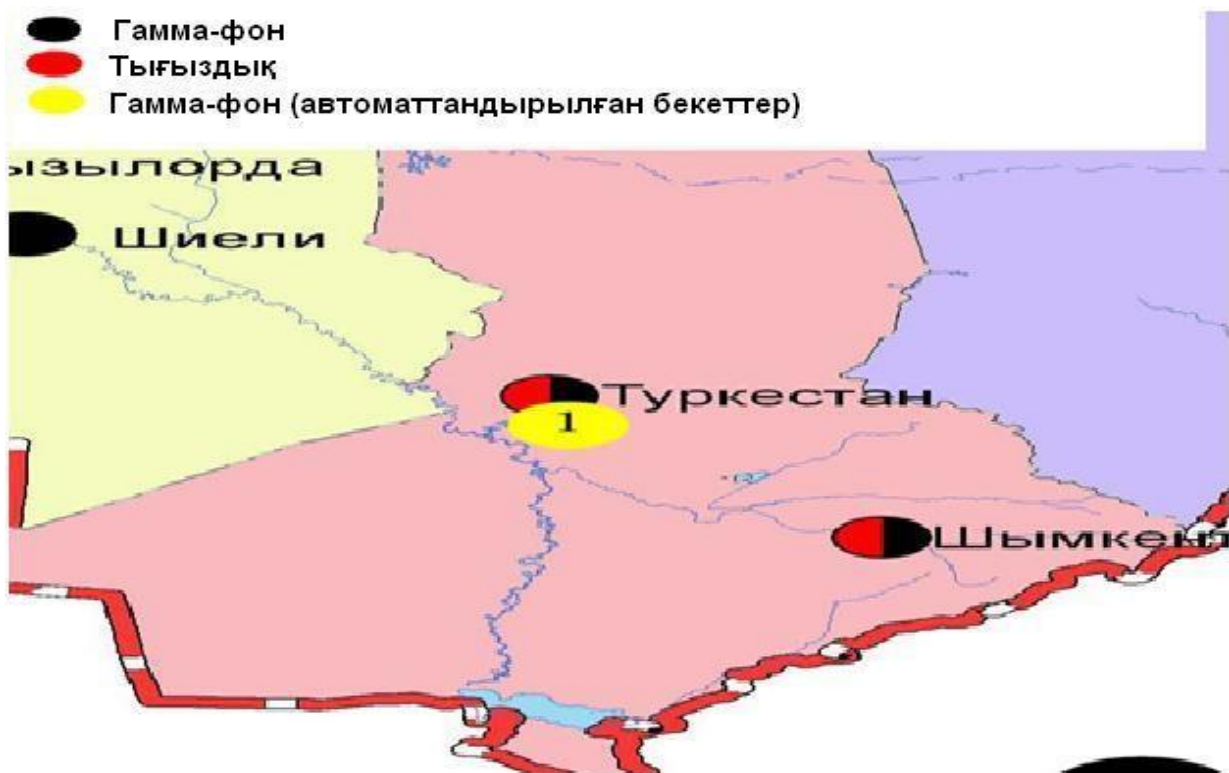 Гамма-фон
Тығыздық
Гамма-фон (автоматтандырылған бекеттер)
ызылорда
Шиели
Туркестан
1
Шымкент